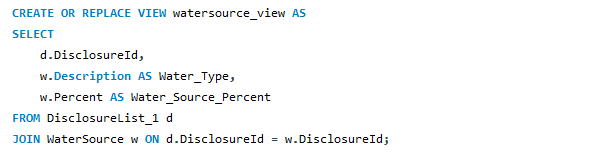 CREATE OR REPLACE VIEW watersource_view AS
SELECT
d.DisclosureId,
w.Description AS Water_Type,
w.Percent AS Water_Source_Percent
FROM DisclosureList_1 d
JOIN WaterSource w ON d.DisclosureId = w.DisclosureId;